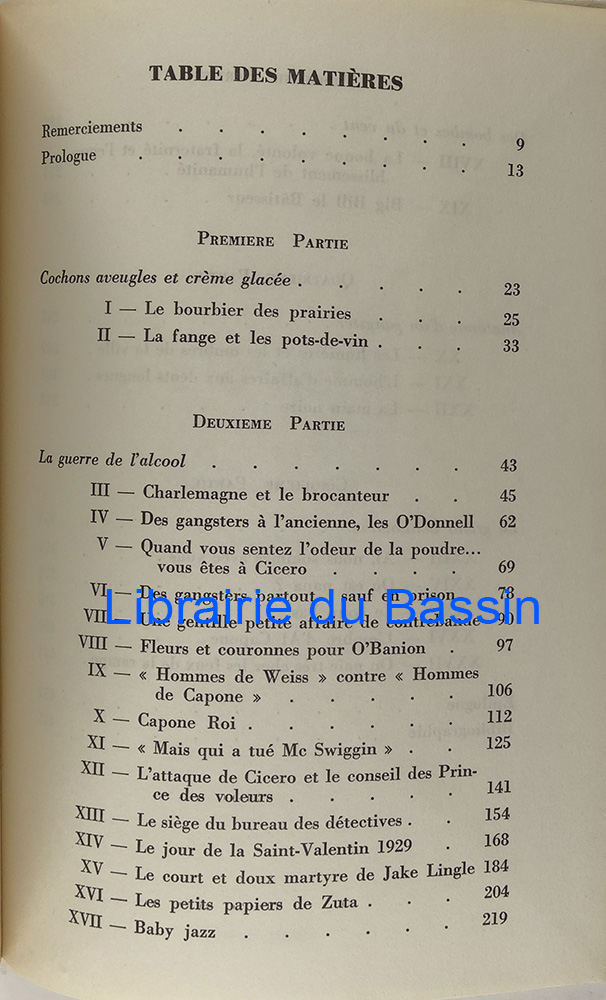 TABLE DES MATIÈRES
Remerciements . . . . . . . . 9
Prologue . . . . . . . . 13
PREMIERE PARTIE
Cochons aveugles et crème glacée . . . . . 23
I — Le bourbier des prairies . . . 25
II — La fange et les pots-de-vin . . . 33
DEUXIEME PARTIE
La guerre de l'alcool . . . . . . . 43
III — Charlemagne et le brocanteur . . 45
IV — Des gangsters à l'ancienne, les O'Donnell 62
V — Quand vous sentez l'odeur de la poudre...
vous êtes à Cicero . . . . 69
VI — Des gangsters partout... sauf en prison 78
Librairie du Bassin
VII — Une gentille petite affaire de contrebande 90
VIII — Fleurs et couronnes pour O'Banion . 97
IX — « Hommes de Weiss » contre « Hommes
de Capone » . . . . . 106
X — Capone Roi . . . . . . 112
XI — « Mais qui a tué Mc Swiggin » . . 125
XII — L'attaque de Cicero et le conseil des Prin-
ce des voleurs . . . . . 141
XIII — Le siège du bureau des détectives . . 154
XIV — Le jour de la Saint-Valentin 1929 . 168
XV — Le court et doux martyre de Jake Lingle 184
XVI — Les petits papiers de Zuta . . . 204
XVII — Baby jazz . . . . . . 219